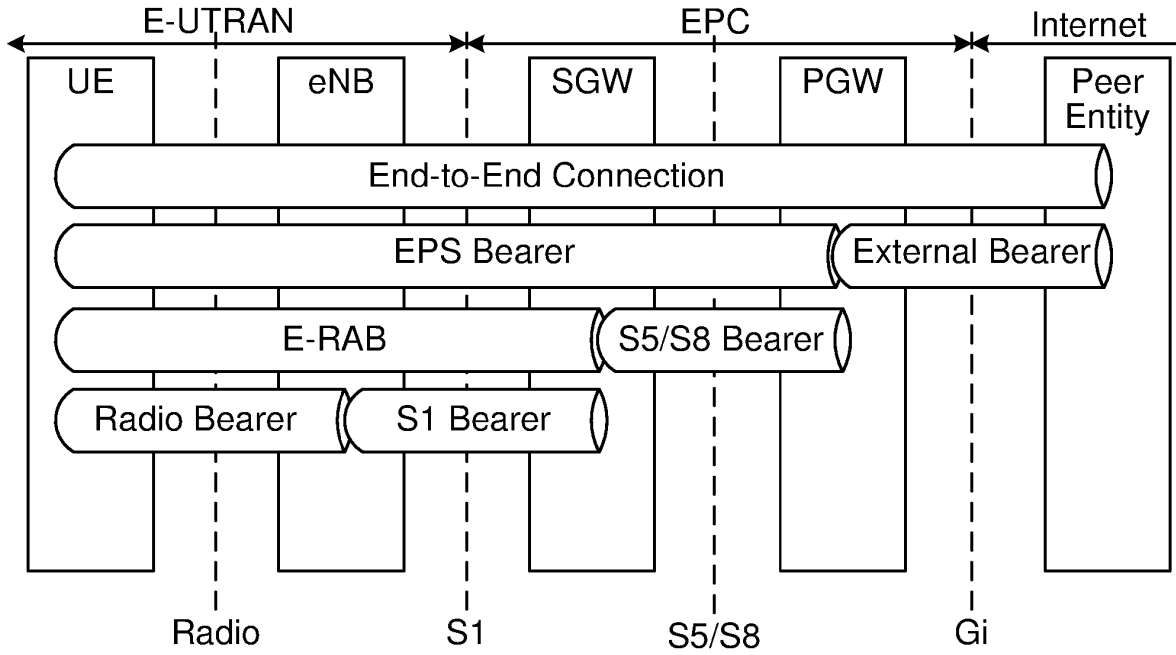 E-UTRAN
EPC
Internet
UE
eNB
SGW
PGW
Peer
Entity
End-to-End Connection
EPS Bearer
External Bearer
E-RAB
S5/S8 Bearer
Radio Bearer
S1 Bearer
Radio
S1
S5/S8
Gi